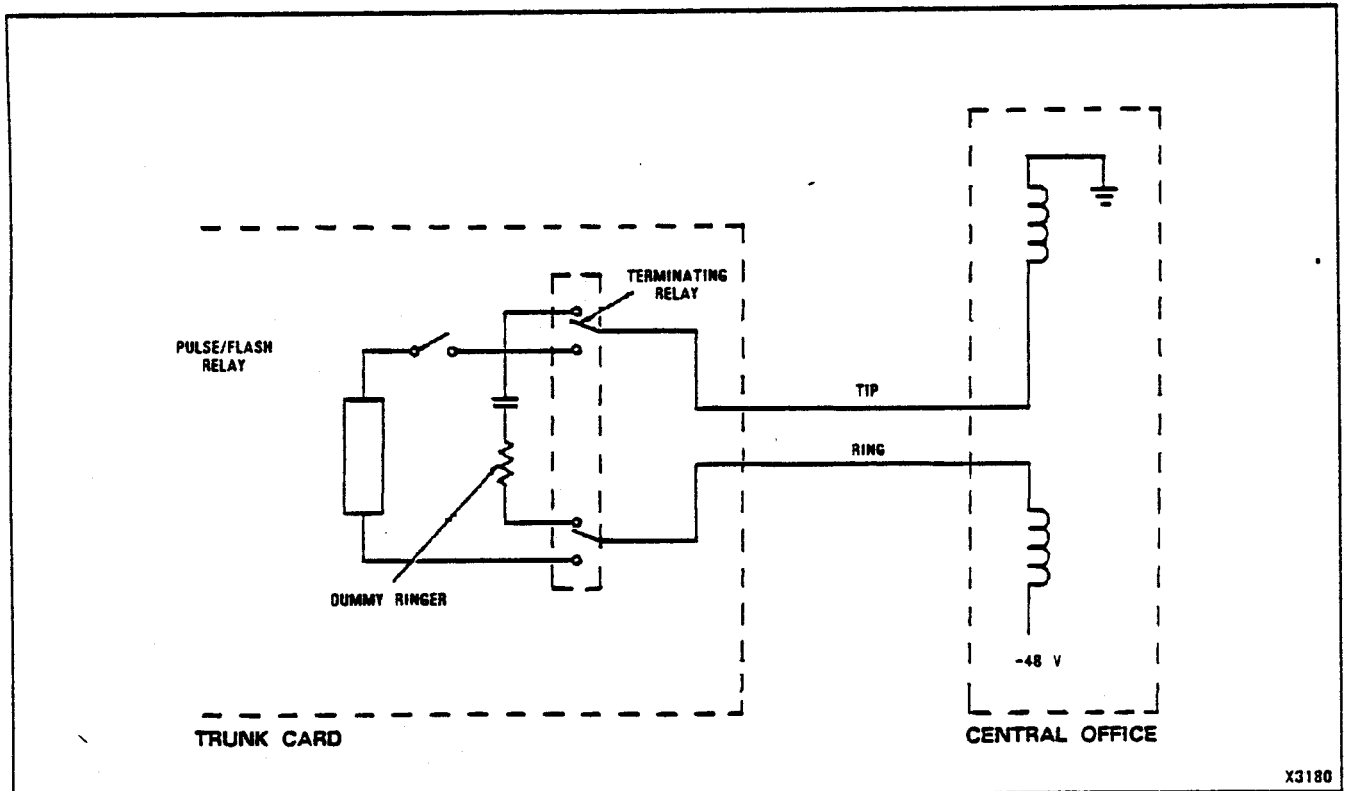 TERMINATING
RELAY
PULSE/FLASH
RELAY
TIP
RING
DUMMY RINGER
-48 V
TRUNK CARD
CENTRAL OFFICE
X3180